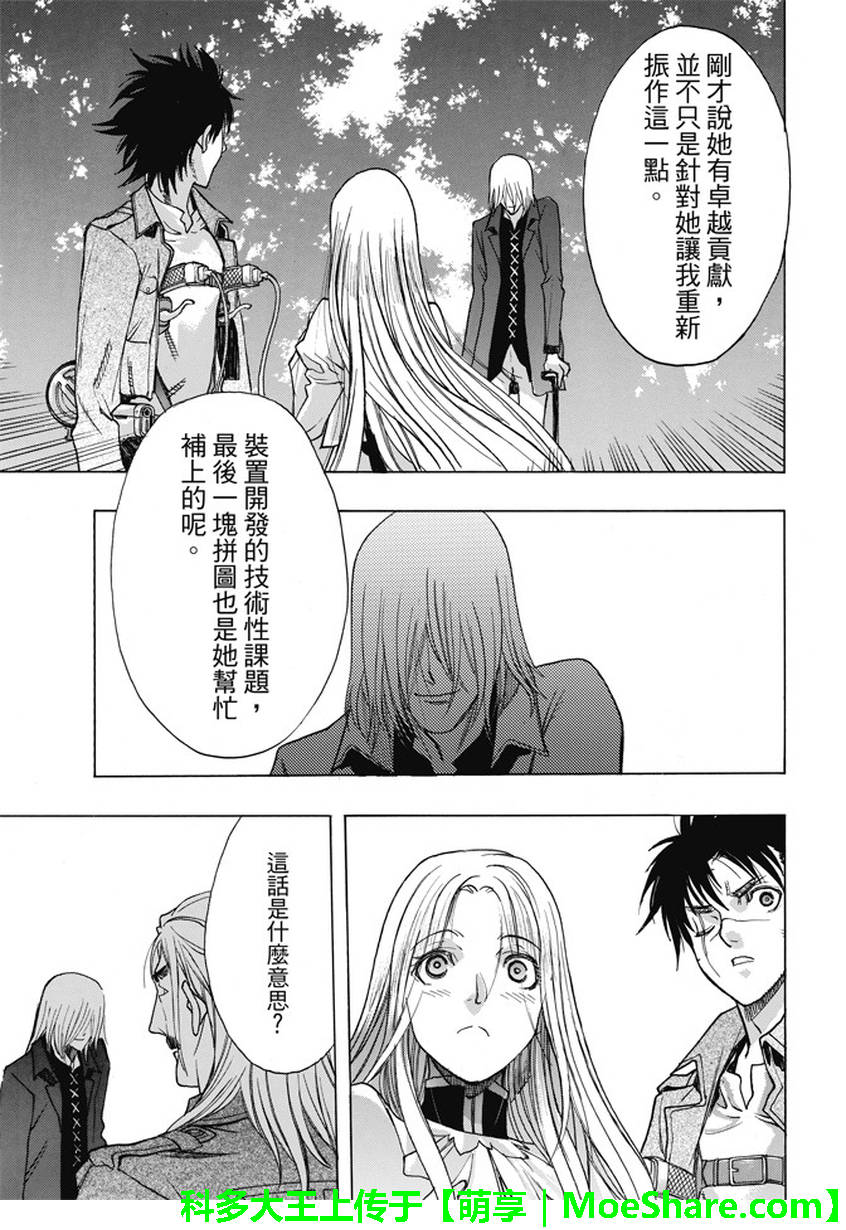 剛才說她有卓越貢獻，
並不只是針對她讓我重新
振作這一點。
裝置開發的技術性課題，
最後一塊拼圖也是她幫忙
補上的呢。
這話是什麼意思？
科多大王上传于【萌享｜MoeShare.com】